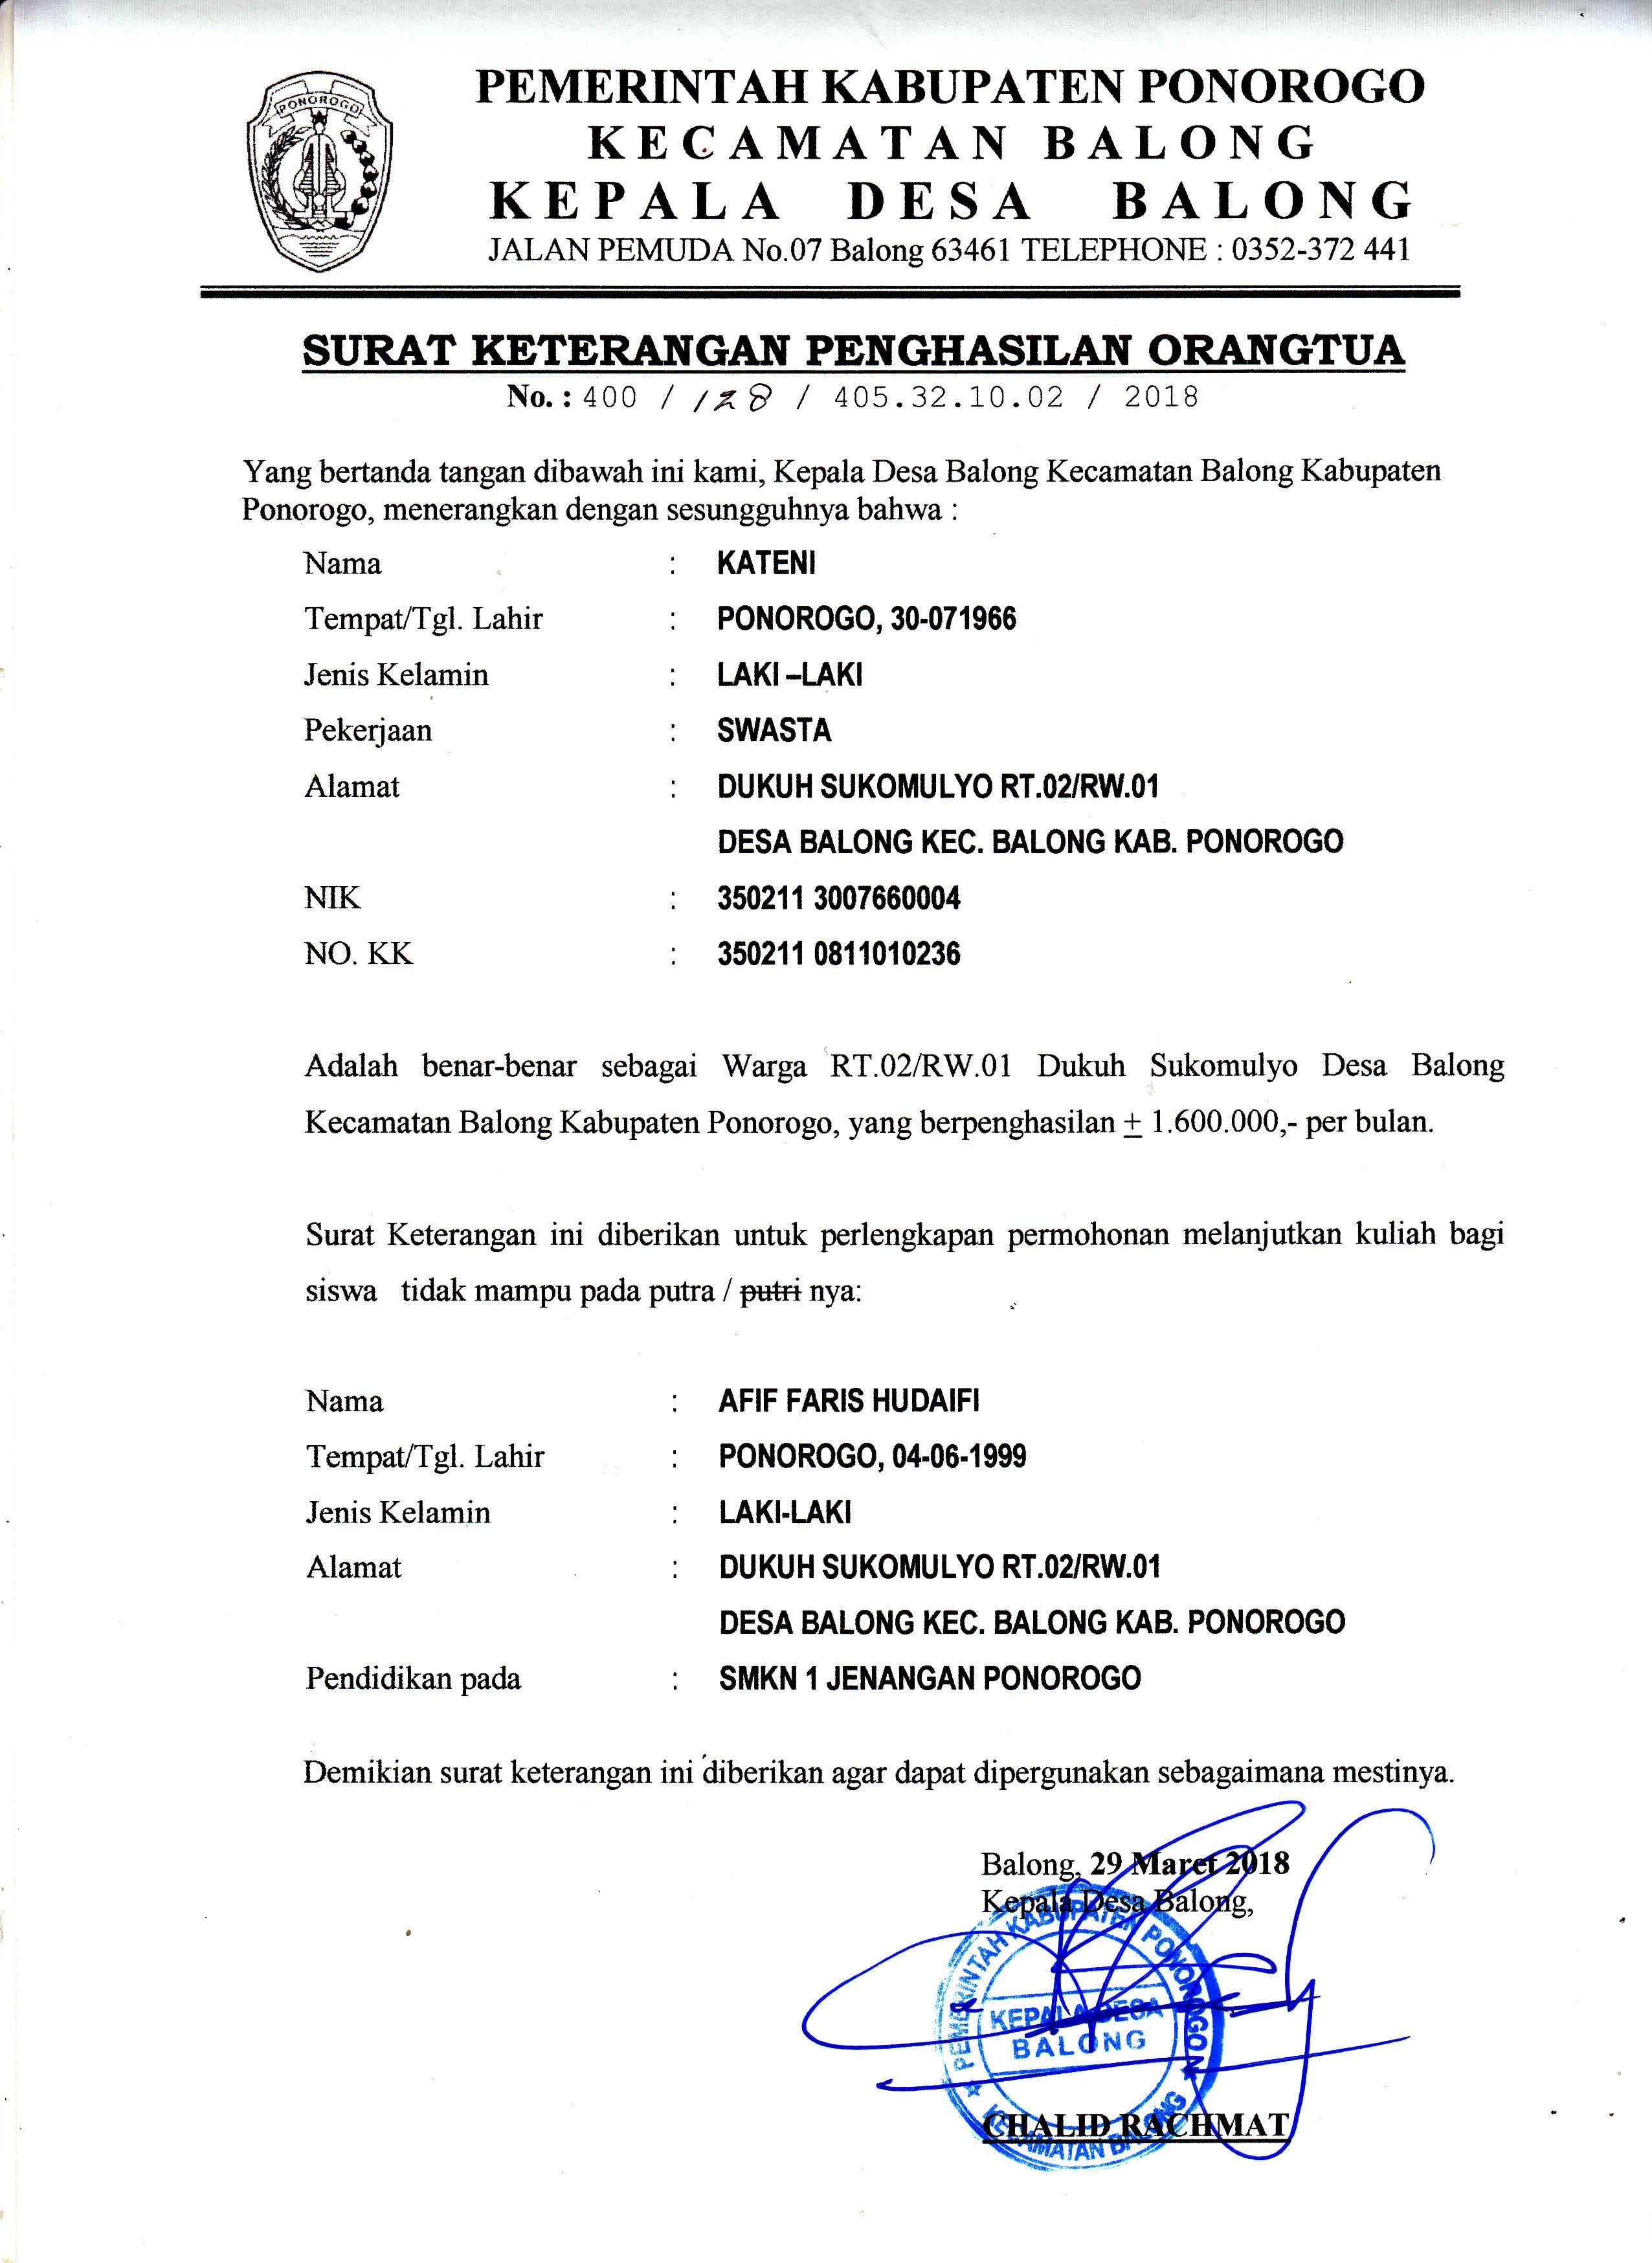 PONOROGO
PEMERINTAH KABUPATEN PONOROGO
KECAMATAN BALONG
KEPALA DESA BALONG
JALAN PEMUDA No.07 Balong 63461 TELEPHONE : 0352-372 441
SURAT KETERANGAN PENGHASILAN ORANGTUA
No. : 400 / 128 / 405.32.10.02 / 2018
Yang bertanda tangan dibawah ini kami, Kepala Desa Balong Kecamatan Balong Kabupaten
Ponorogo, menerangkan dengan sesungguhnya bahwa :
Nama : KATENI
Tempat/Tgl. Lahir : PONOROGO, 30-071966
Jenis Kelamin : LAKI –LAKI
Pekerjaan : SWASTA
Alamat : DUKUH SUKOMULYO RT.02/RW.01
DESA BALONG KEC. BALONG KAB. PONOROGO
NIK : 350211 3007660004
NO. KK : 350211 0811010236
Adalah benar-benar sebagai Warga RT.02/RW.01 Dukuh Sukomulyo Desa Balong
Kecamatan Balong Kabupaten Ponorogo, yang berpenghasilan ± 1.600.000,- per bulan.
Surat Keterangan ini diberikan untuk perlengkapan permohonan melanjutkan kuliah bagi
siswa tidak mampu pada putra / putri nya:
Nama : AFIF FARIS HUDAIFI
Tempat/Tgl. Lahir : PONOROGO, 04-06-1999
Jenis Kelamin : LAKI-LAKI
Alamat : DUKUH SUKOMULYO RT.02/RW.01
DESA BALONG KEC. BALONG KAB. PONOROGO
Pendidikan pada : SMKN 1 JENANGAN PONOROGO
Demikian surat keterangan ini diberikan agar dapat dipergunakan sebagaimana mestinya.
Balong, 29 Maret 2018
Kepala Desa Balong,
PEMERINTAH KABUPATEN PONOROGO
KEPALA DESA
BALONG
KECAMATAN BALONG
CHALID RACHMAT